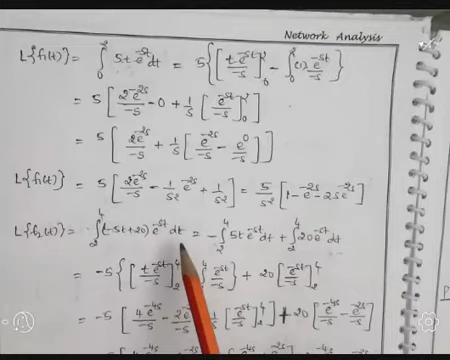 Network Analysis
L{f₁(t)} = ∫₀² 5t e^-st dt = 5{[t e^-st/-s]₀² - ∫₀² (1) e^-st/-s}
= 5[2e^-2s/-s - 0 + 1/s [e^-st/-s]₀²]
= 5[2e^-2s/-s + 1/s [e^-2s/-s - e^0/-s]]
L{f₁(t)} = 5[2e^-2s/-s - 1/s² e^-2s + 1/s²] = 5/s² [1 - e^-2s - 2s e^-2s]
L{f₂(t)} = ∫₂⁴ (-5t+20) e^-st dt = -∫₂⁴ 5t e^-st dt + ∫₂⁴ 20 e^-st dt
= -5{[t e^-st/-s]₂⁴ ∫⁴ e^-st/-s} + 20[e^-st/-s]₂⁴
= -5[4e^-4s/-s - 2e /-s 1/s [e^-st/-s]₂⁴] + 20[e^-4s/-s - e^-2s/-s]